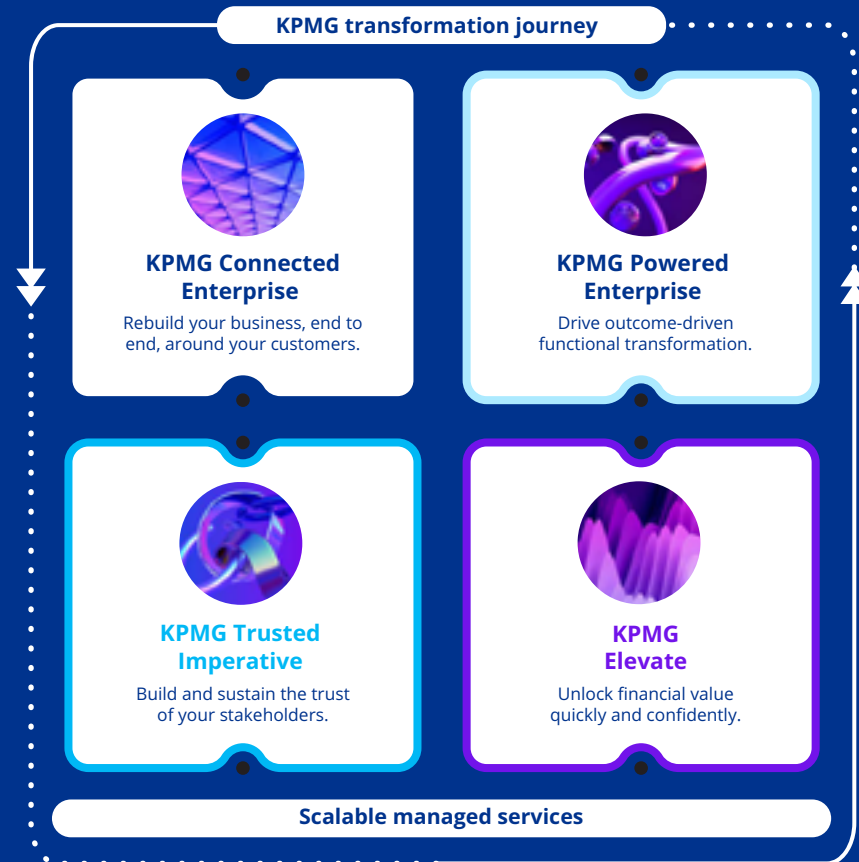 KPMG transformation journey
KPMG Connected
Enterprise
Rebuild your business, end to
end, around your customers.
KPMG Powered
Enterprise
Drive outcome-driven
functional transformation.
KPMG Trusted
Imperative
Build and sustain the trust
of your stakeholders.
KPMG
Elevate
Unlock financial value
quickly and confidently.
Scalable managed services